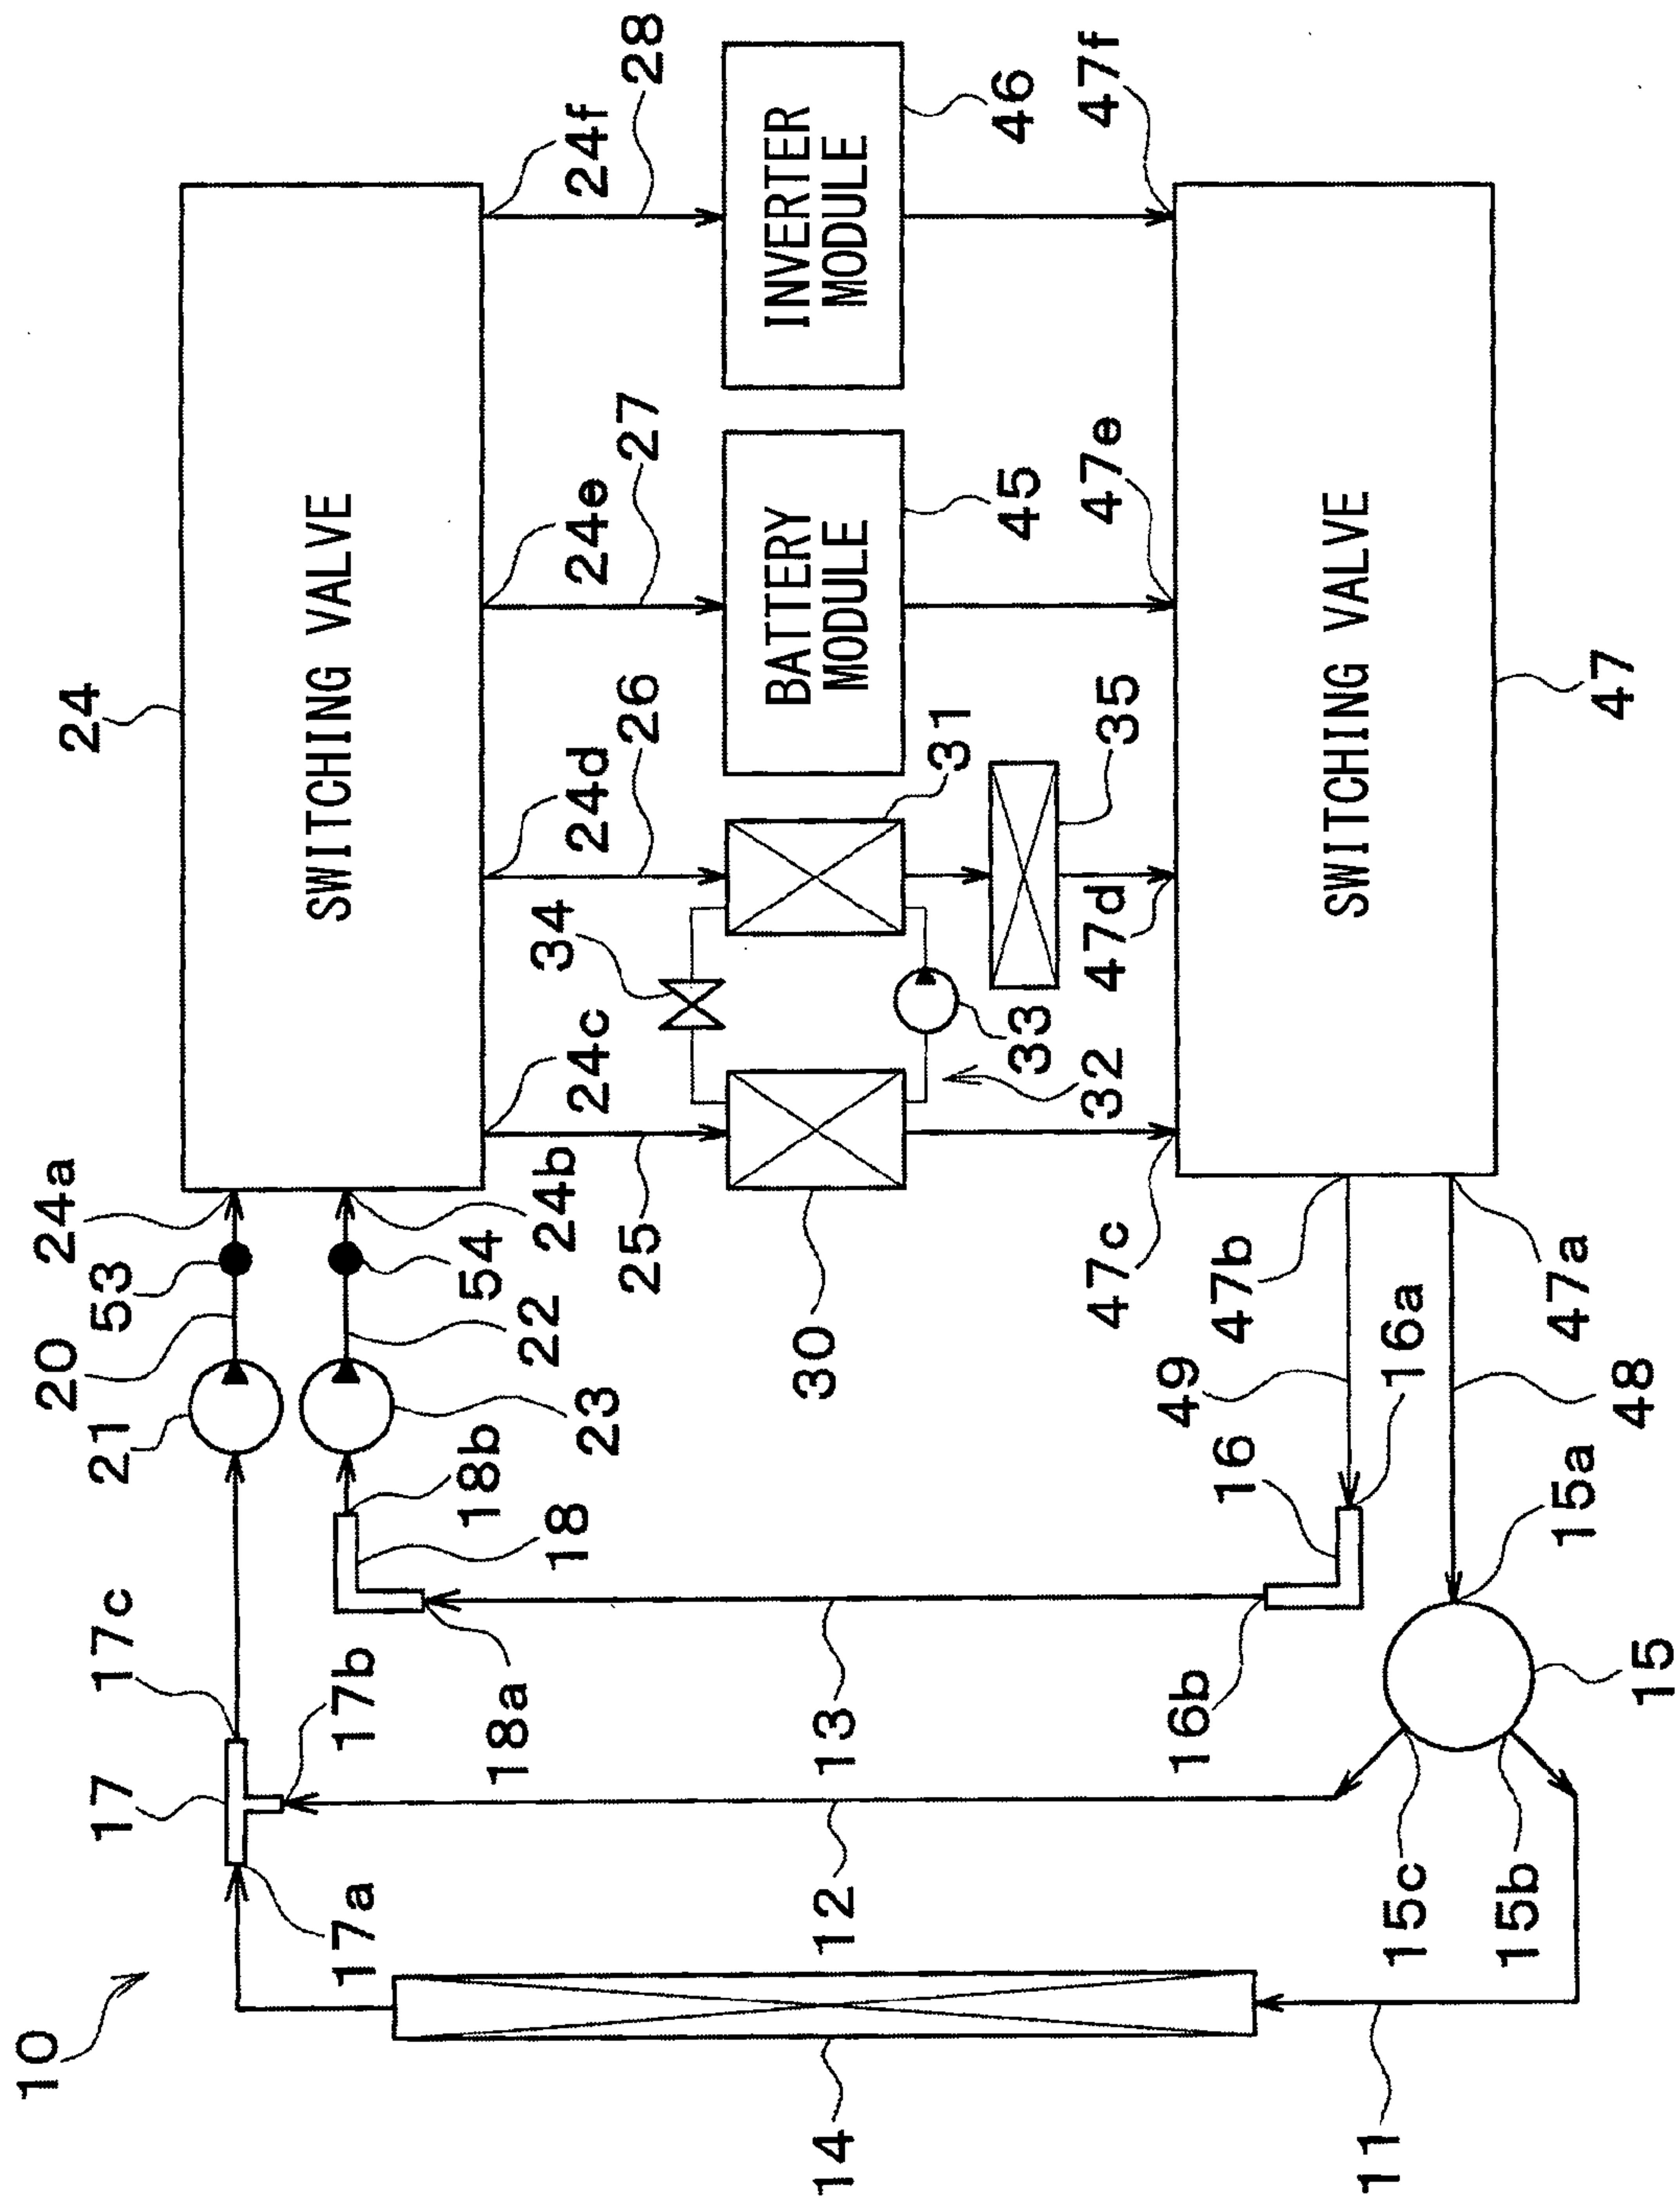 10
14
11
17a
17
17c
17b
12
15c
15b
15
15a
18a
18
18b
13
16b
16
16a
49
48
47b
47a
21
20
53
24a
23
22
54
24b
24
SWITCHING VALVE
24c
25
24d
26
24e
27
24f
28
34
30
31
33
32
35
BATTERY
MODULE
45
INVERTER
MODULE
46
47c
47d
47e
47f
SWITCHING VALVE
47